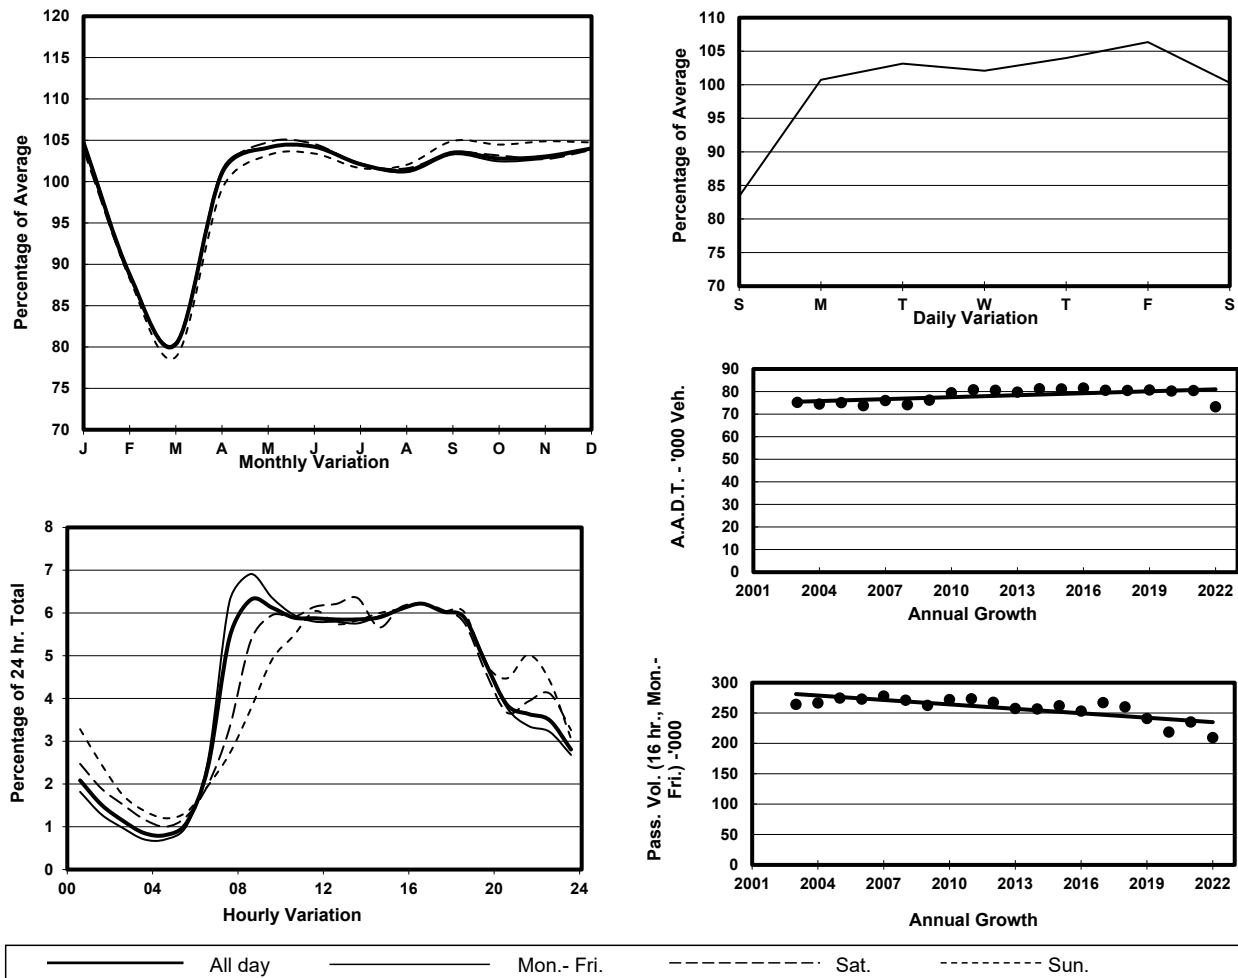 120
115
110
105
100
95
90
85
80
75
70
Percentage of Average
J F M A M J J A S O N D
Monthly Variation
110
105
100
95
90
85
80
75
70
Percentage of Average
S M T W T F S
Daily Variation
90
80
70
60
50
40
30
20
10
0
A.A.D.T. - '000 Veh.
2001 2004 2007 2010 2013 2016 2019 2022
Annual Growth
8
7
6
5
4
3
2
1
0
Percentage of 24 hr. Total
00 04 08 12 16 20 24
Hourly Variation
300
250
200
150
100
50
0
Pass. Vol. (16 hr., Mon.-
Fri.) -'000
2001 2004 2007 2010 2013 2016 2019 2022
Annual Growth
All day Mon.- Fri. Sat. Sun.